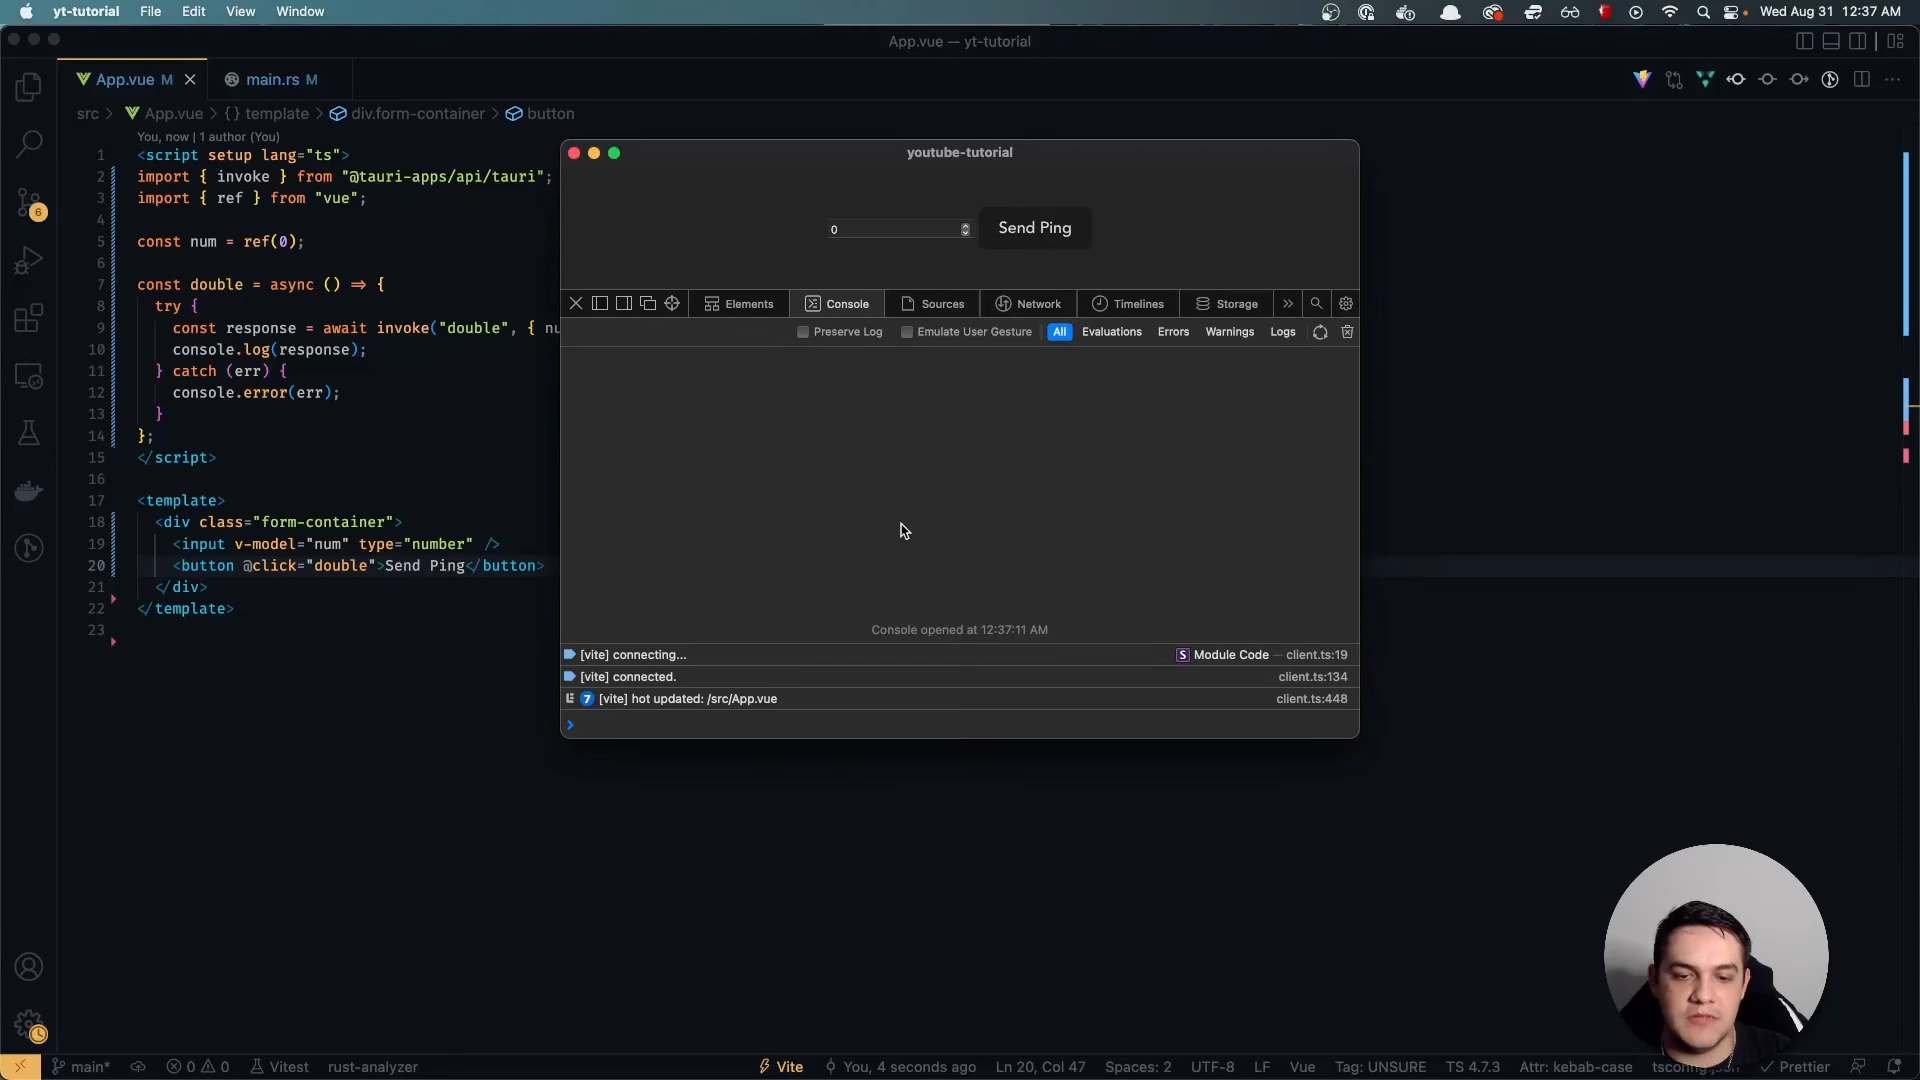 yt-tutorial File Edit View Window Wed Aug 31 12:37 AM
App.vue — yt-tutorial
App.vue M main.rs M
src > App.vue > {} template > div.form-container > button
You, now | 1 author (You)
1 <script setup lang="ts">
2 import { invoke } from "@tauri-apps/api/tauri";
3 import { ref } from "vue";
4
5 const num = ref(0);
6
7 const double = async () => {
8 try {
9 const response = await invoke("double", { nu
10 console.log(response);
11 } catch (err) {
12 console.error(err);
13 }
14 };
15 </script>
16
17 <template>
18 <div class="form-container">
19 <input v-model="num" type="number" />
20 <button @click="double">Send Ping</button>
21 </div>
22 </template>
23
youtube-tutorial
0 Send Ping
Elements Console Sources Network Timelines Storage
Preserve Log Emulate User Gesture All Evaluations Errors Warnings Logs
Console opened at 12:37:11 AM
[vite] connecting... S Module Code — client.ts:19
[vite] connected. client.ts:134
7 [vite] hot updated: /src/App.vue client.ts:448
6
main* 0 0 Vitest rust-analyzer Vite You, 4 seconds ago Ln 20, Col 47 Spaces: 2 UTF-8 LF Vue Tag: UNSURE TS 4.7.3 Attr: kebab-case Prettier